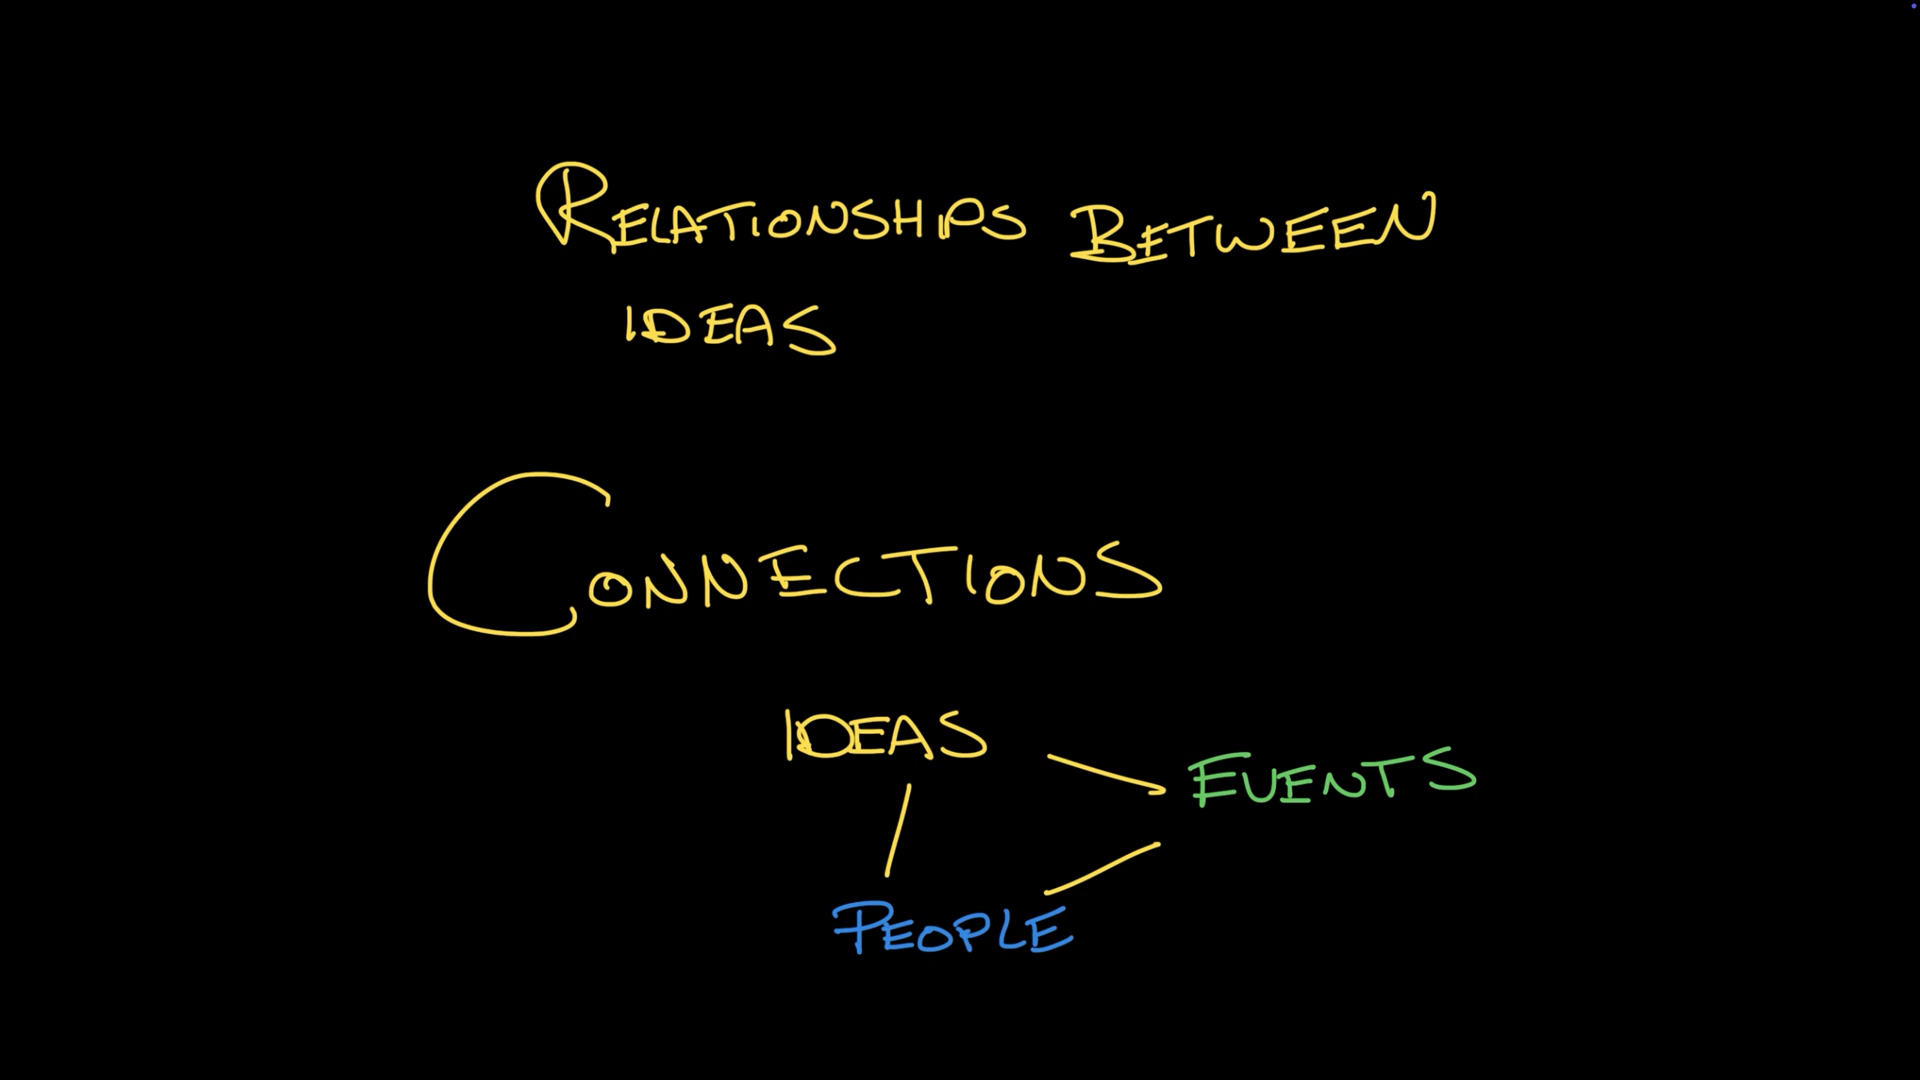 RELATIONSHIPS BETWEEN
IDEAS
CONNECTIONS
IDEAS
EVENTS
PEOPLE